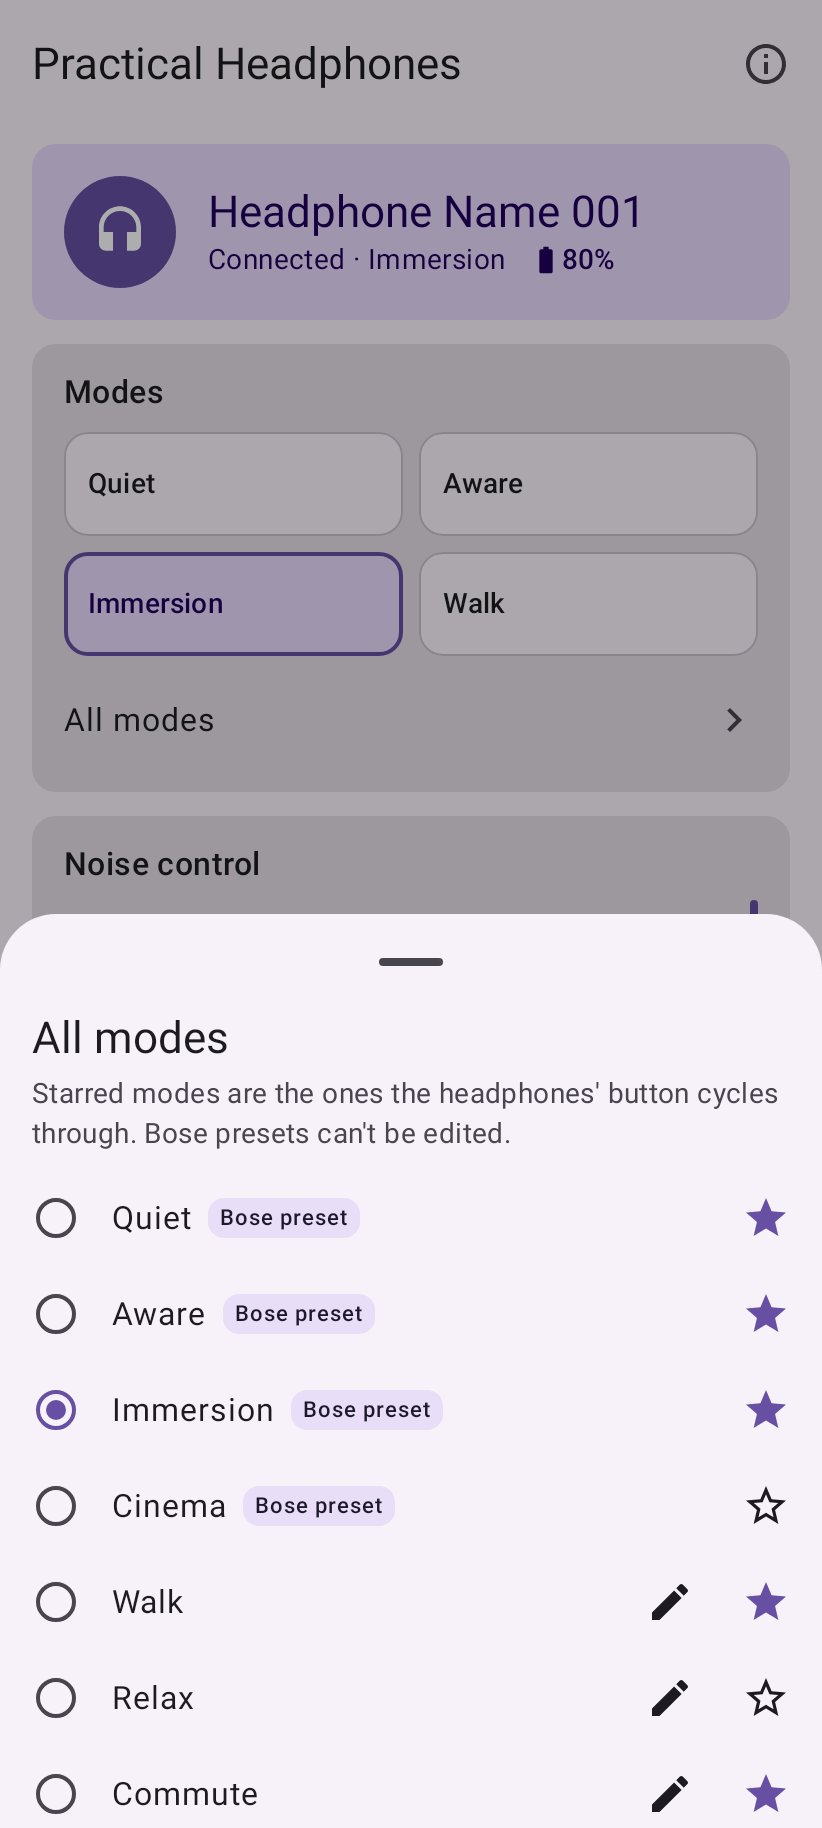 Practical Headphones
Headphone Name 001
Connected · Immersion 80%
Modes
Quiet
Aware
Immersion
Walk
All modes
Noise control
All modes
Starred modes are the ones the headphones' button cycles
through. Bose presets can't be edited.
Quiet Bose preset
Aware Bose preset
Immersion Bose preset
Cinema Bose preset
Walk
Relax
Commute